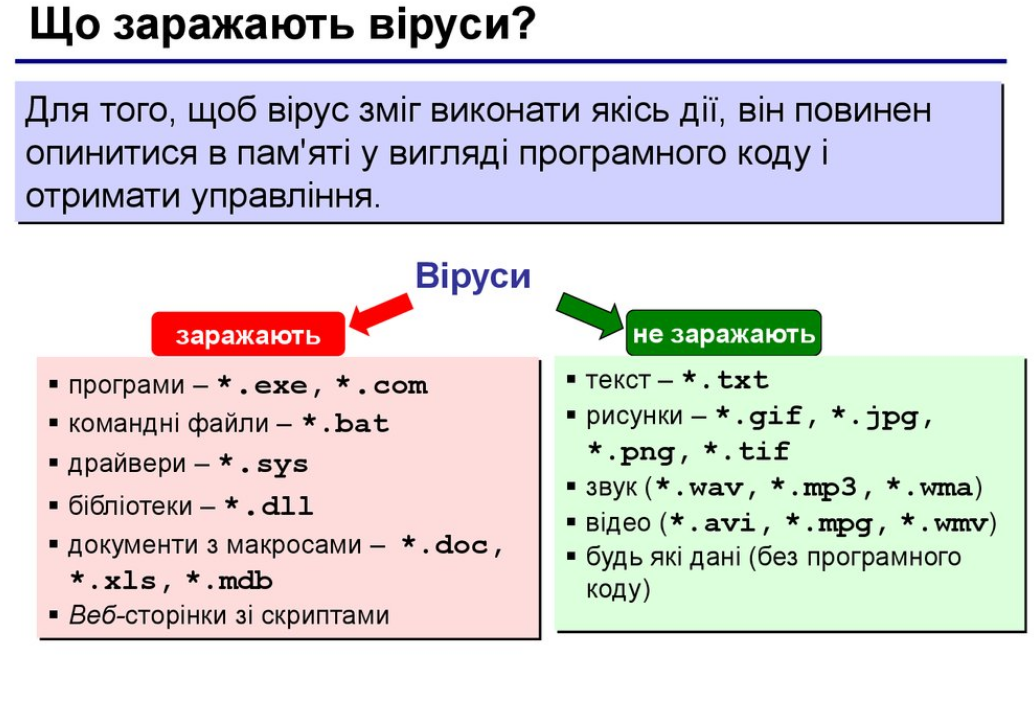 Що заражають віруси?
Для того, щоб вірус зміг виконати якісь дії, він повинен
опинитися в пам'яті у вигляді програмного коду і
отримати управління.
Віруси
заражають
▪ програми – *.exe, *.com
▪ командні файли – *.bat
▪ драйвери – *.sys
▪ бібліотеки – *.dll
▪ документи з макросами – *.doc,
*.xls, *.mdb
▪ Веб-сторінки зі скриптами
не заражають
▪ текст – *.txt
▪ рисунки – *.gif, *.jpg,
*.png, *.tif
▪ звук (*.wav, *.mp3, *.wma)
▪ відео (*.avi, *.mpg, *.wmv)
▪ будь які дані (без програмного
коду)